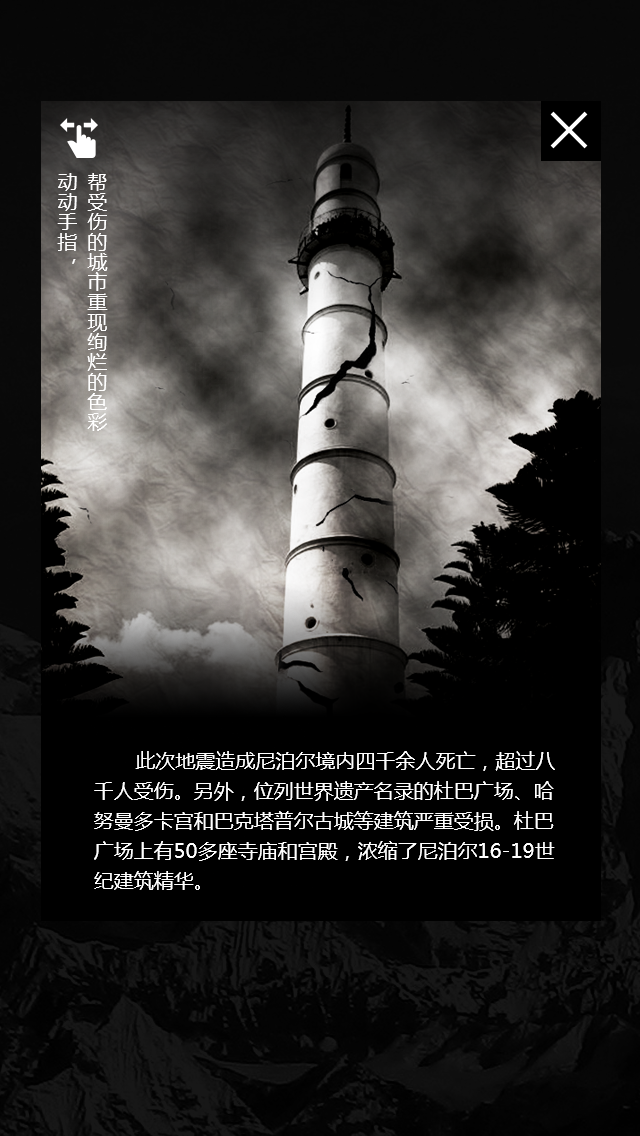 动动手指，
帮受伤的城市重现绚烂的色彩
此次地震造成尼泊尔境内四千余人死亡，超过八
千人受伤。另外，位列世界遗产名录的杜巴广场、哈
努曼多卡宫和巴克塔普尔古城等建筑严重受损。杜巴
广场上有50多座寺庙和宫殿，浓缩了尼泊尔16-19世
纪建筑精华。